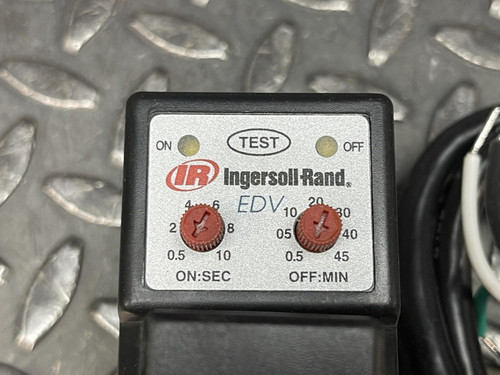 ON TEST OFF
IR Ingersoll-Rand®
EDV
4 6 20
2 8 10 30
05 40
0.5 10 0.5 45
ON:SEC OFF:MIN